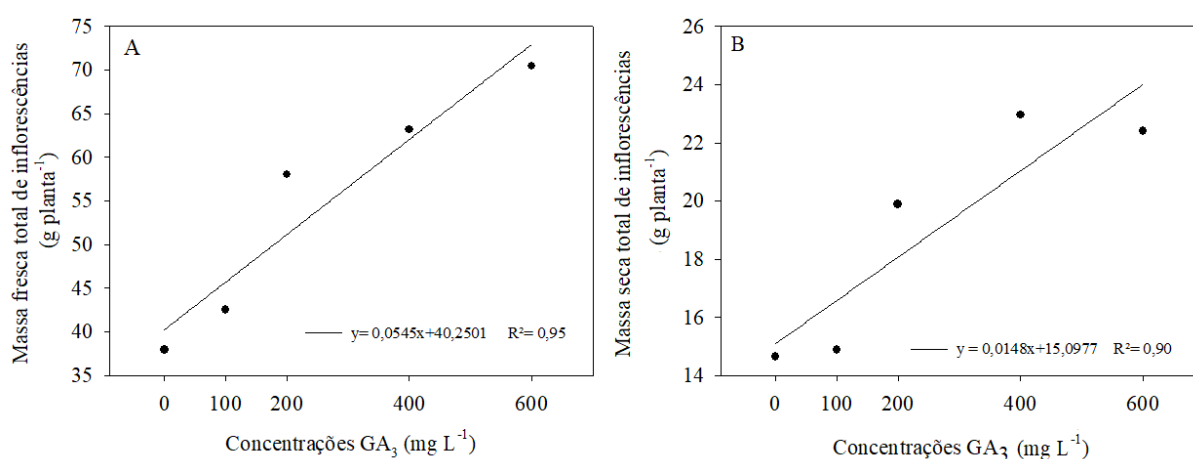 A
Massa fresca total de inflorescências
(g planta⁻¹)
75
70
65
60
55
50
45
40
35
y= 0,0545x+40,2501 R²= 0,95
0 100 200 400 600
Concentrações GA₃ (mg L⁻¹)
B
Massa seca total de inflorescências
(g planta⁻¹)
26
24
22
20
18
16
14
y = 0,0148x+15,0977 R²= 0,90
0 100 200 400 600
Concentrações GA₃ (mg L⁻¹)